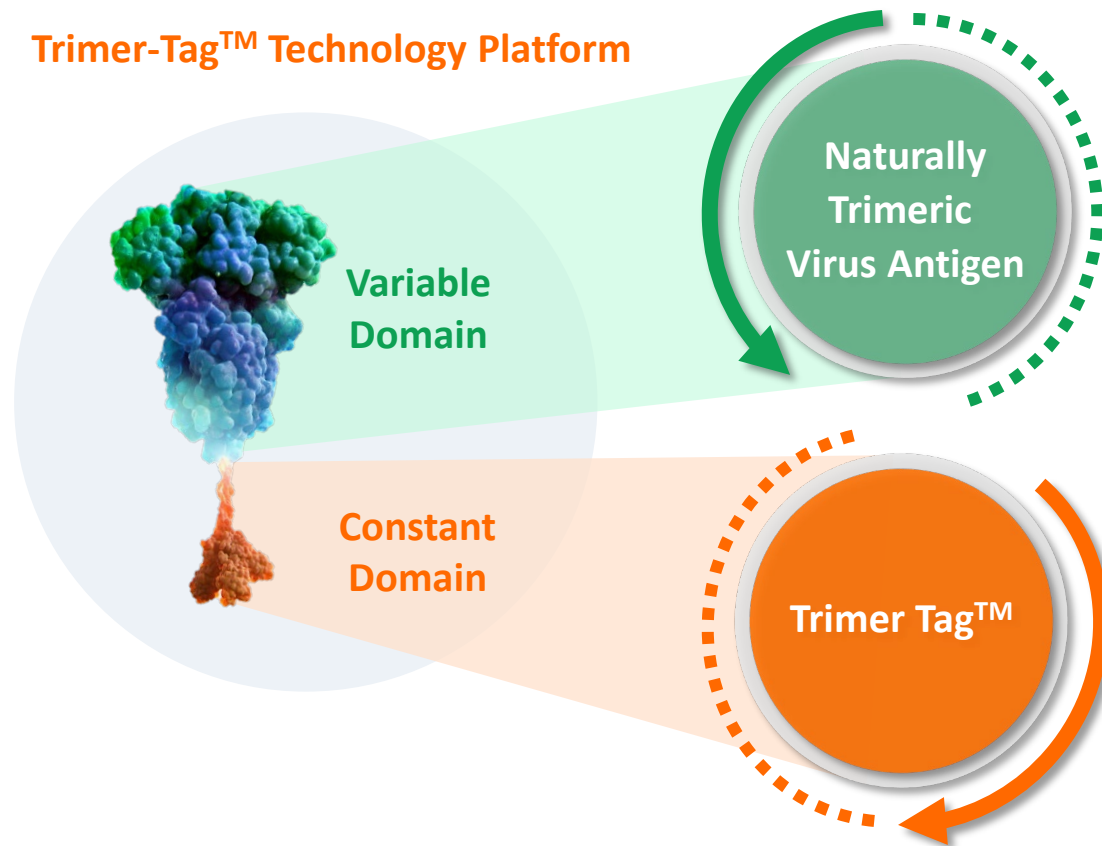 Trimer-Tag™ Technology Platform
Naturally
Trimeric
Virus Antigen
Variable
Domain
Constant
Domain
Trimer Tag™